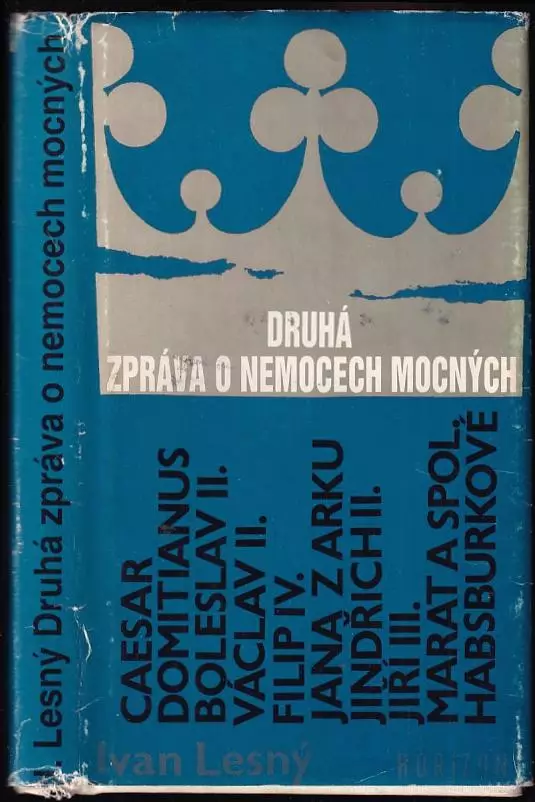 I. Lesný Druhá zpráva o nemocech mocných
DRUHÁ
ZPRÁVA O NEMOCECH MOCNÝCH
CAESAR
DOMITIANUS
BOLESLAV II.
VÁCLAV II.
FILIP IV.
JANA Z ARKU
JINDŘICH II.
JIŘÍ III.
MARAT A SPOL.
HABSBURKOVÉ
Ivan Lesný
HORIZONT